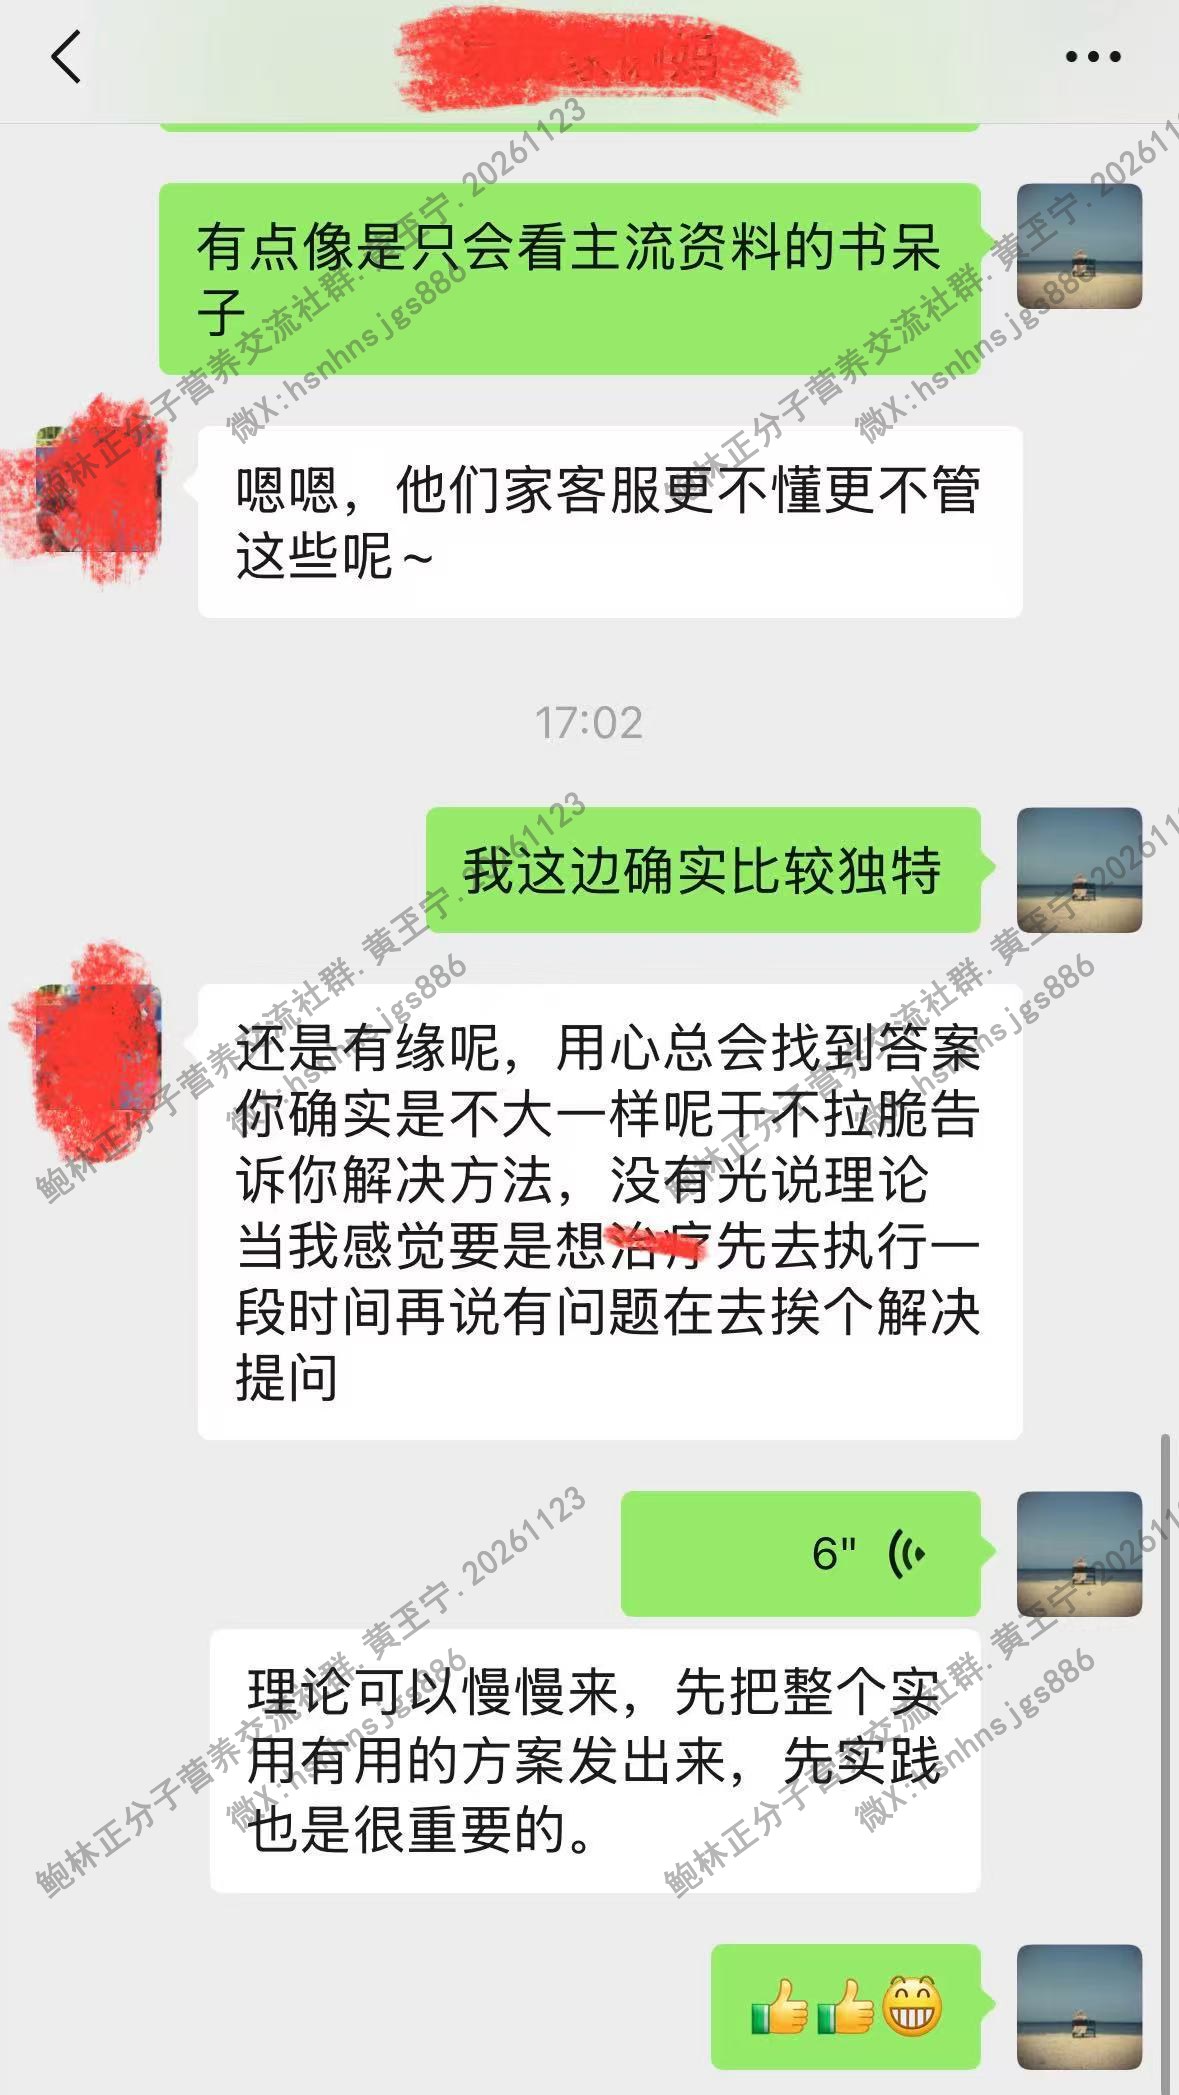 有点像是只会看主流资料的书呆
子
嗯嗯，他们家客服更不懂更不管
这些呢～
17:02
我这边确实比较独特
还是有缘呢，用心总会找到答案
你确实是不大一样呢干不拉脆告
诉你解决方法，没有光说理论
当我感觉要是想治疗先去执行一
段时间再说有问题在去挨个解决
提问
6"
理论可以慢慢来，先把整个实
用有用的方案发出来，先实践
也是很重要的。
鲍林正分子营养交流社群.黄玊宁.20261123
微X:hsnhnsjgs886